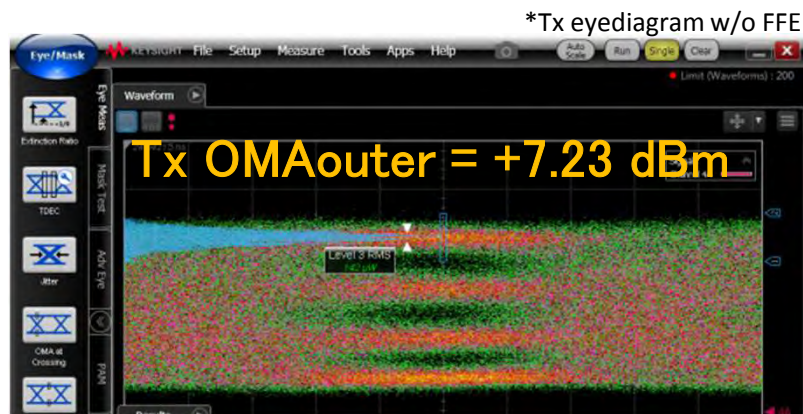 *Tx eyediagram w/o FFE
Eye/Mask
KEYSIGHT File Setup Measure Tools Apps Help
Auto Scale
Run
Single
Clear
Limit (Waveforms) : 200
Waveform
Eye Meas
Mask Test
Adv Eye
PAM
Extinction Ratio
TDEC
Jitter
OMA at
Crossing
Tx OMAouter = +7.23 dBm
Level 3 RMS
Results